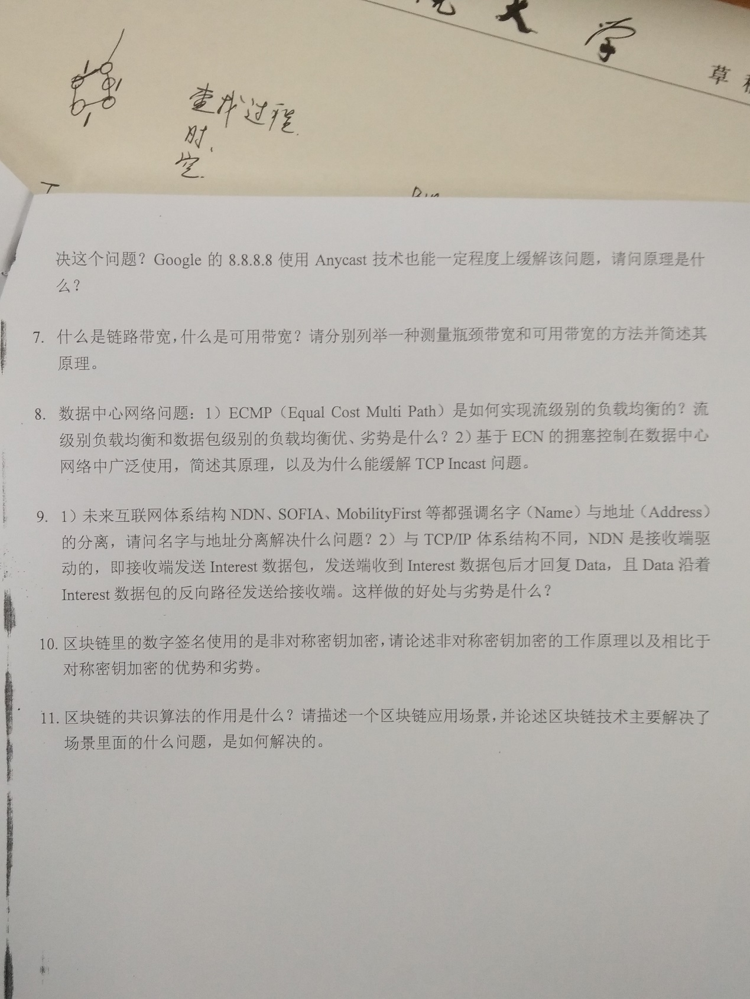 大 学
草
查找过程.
时、
空.
决这个问题？Google 的 8.8.8.8 使用 Anycast 技术也能一定程度上缓解该问题，请问原理是什
么？
7. 什么是链路带宽，什么是可用带宽？请分别列举一种测量瓶颈带宽和可用带宽的方法并简述其
原理。
8. 数据中心网络问题：1）ECMP（Equal Cost Multi Path）是如何实现流级别的负载均衡的？流
级别负载均衡和数据包级别的负载均衡优、劣势是什么？2）基于 ECN 的拥塞控制在数据中心
网络中广泛使用，简述其原理，以及为什么能缓解 TCP Incast 问题。
9. 1）未来互联网体系结构 NDN、SOFIA、MobilityFirst 等都强调名字（Name）与地址（Address）
的分离，请问名字与地址分离解决什么问题？2）与 TCP/IP 体系结构不同，NDN 是接收端驱
动的，即接收端发送 Interest 数据包，发送端收到 Interest 数据包后才回复 Data，且 Data 沿着
Interest 数据包的反向路径发送给接收端。这样做的好处与劣势是什么？
10. 区块链里的数字签名使用的是非对称密钥加密，请论述非对称密钥加密的工作原理以及相比于
对称密钥加密的优势和劣势。
11. 区块链的共识算法的作用是什么？请描述一个区块链应用场景，并论述区块链技术主要解决了
场景里面的什么问题，是如何解决的。